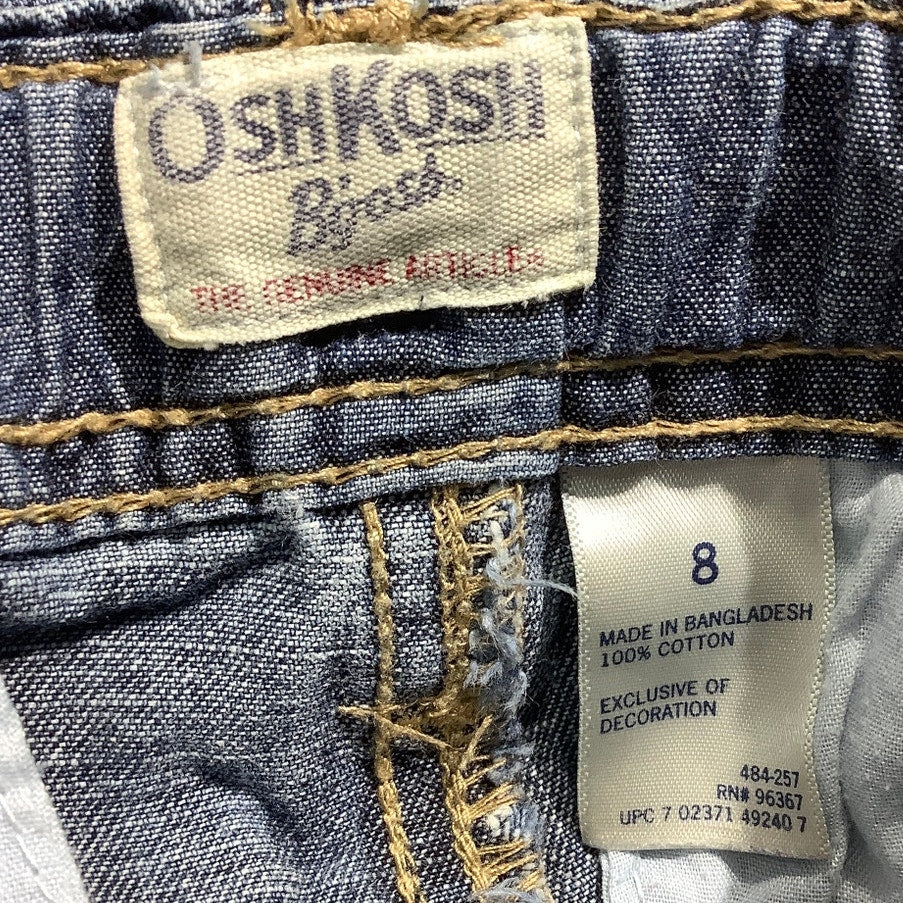 OSHKOSH
B'gosh®
THE GENUINE ARTICLE®
8
MADE IN BANGLADESH
100% COTTON
EXCLUSIVE OF
DECORATION
484-257
RN# 96367
UPC 7 02371 49240 7